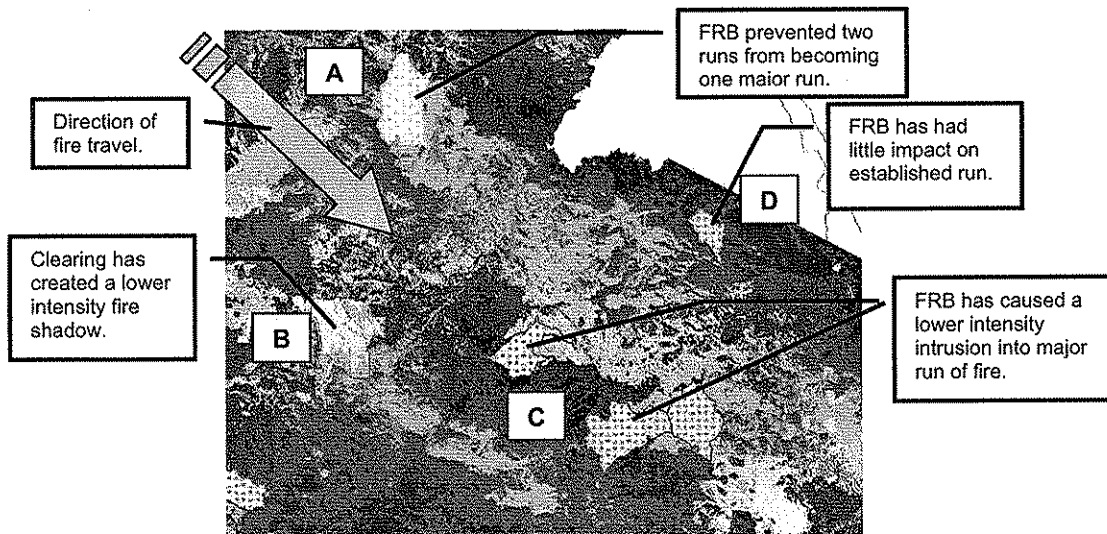 FRB prevented two
runs from becoming
one maior run.
A
Direction of
fire travel.
FRB has had
little impact on
established run.
D
Clearing has
created a lower
intensity fire
shadow.
B
FRB has caused a
lower intensity
intrusion into major
run of fire.
C